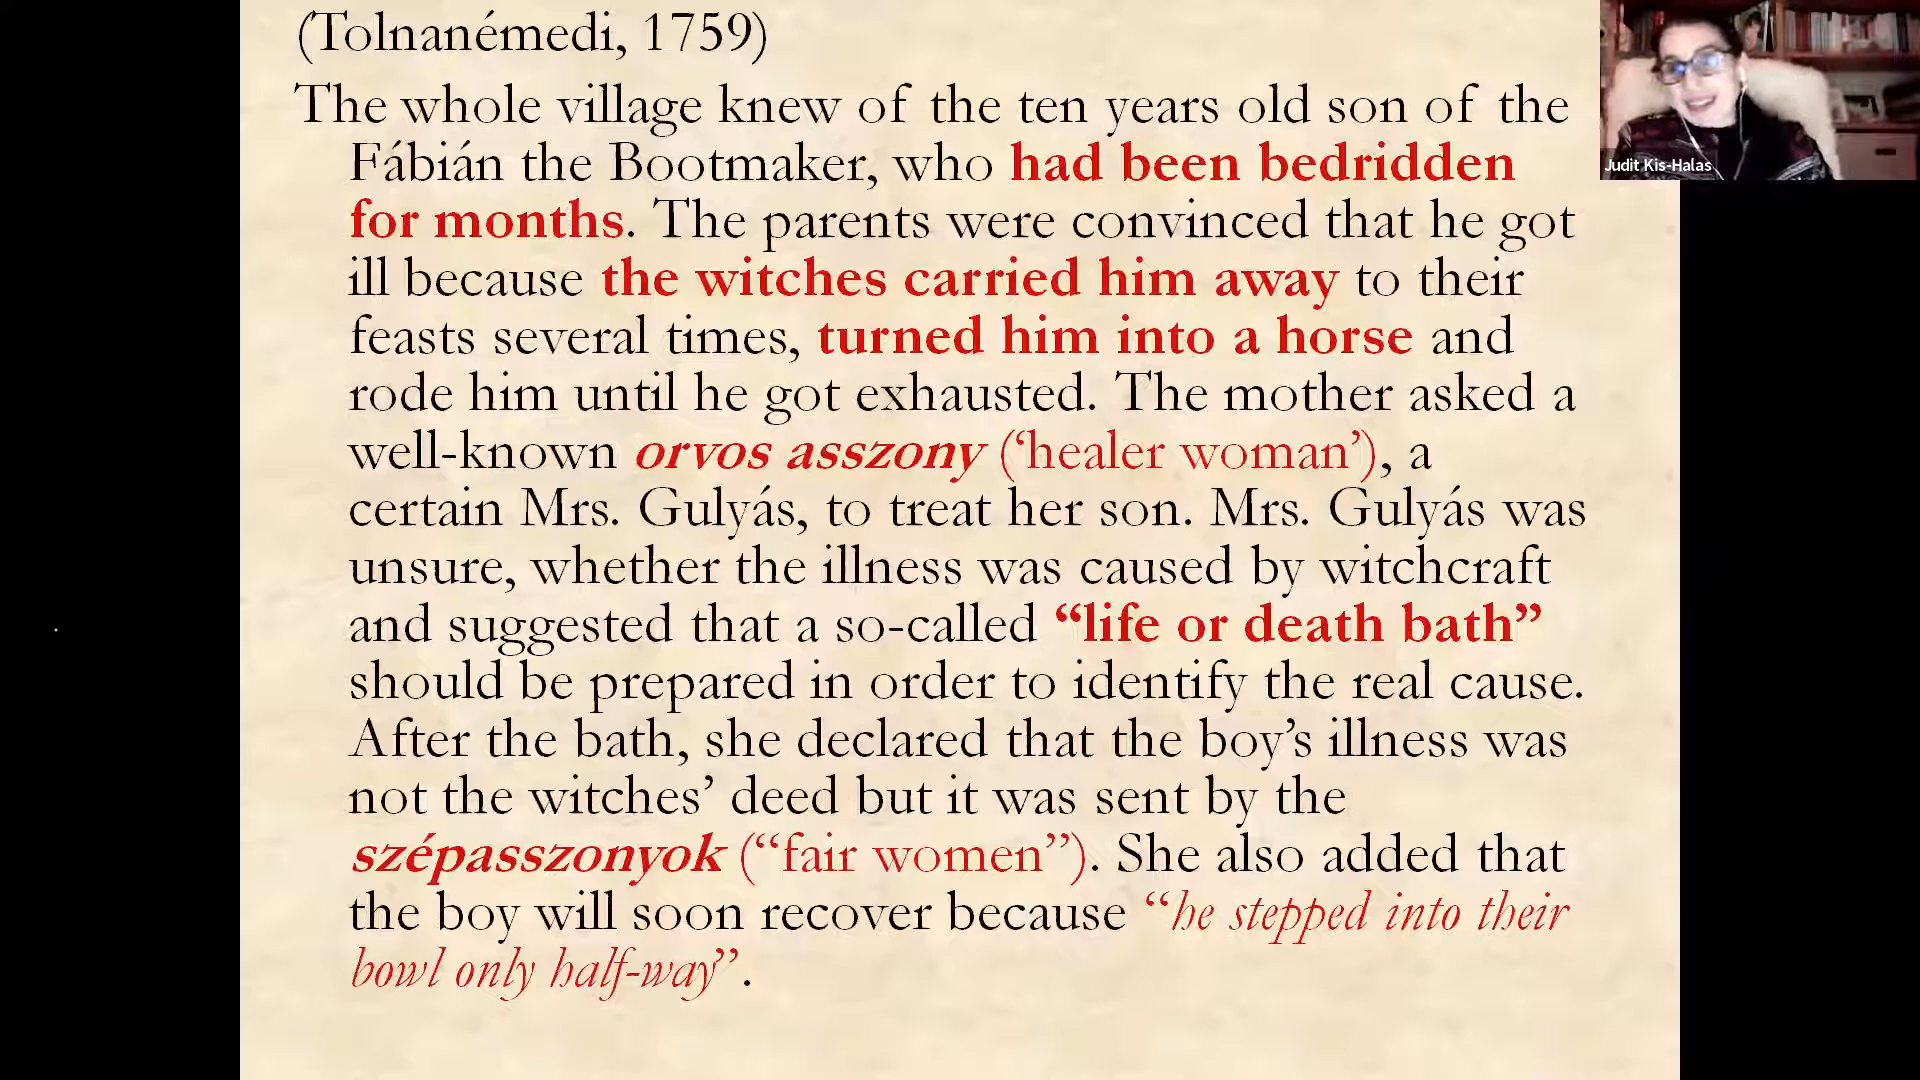 (Tolnanémedi, 1759)
The whole village knew of the ten years old son of the
Fábián the Bootmaker, who had been bedridden
for months. The parents were convinced that he got
ill because the witches carried him away to their
feasts several times, turned him into a horse and
rode him until he got exhausted. The mother asked a
well-known orvos asszony (‘healer woman’), a
certain Mrs. Gulyás, to treat her son. Mrs. Gulyás was
unsure, whether the illness was caused by witchcraft
and suggested that a so-called “life or death bath”
should be prepared in order to identify the real cause.
After the bath, she declared that the boy’s illness was
not the witches’ deed but it was sent by the
szépasszonyok (“fair women”). She also added that
the boy will soon recover because “he stepped into their
bowl only half-way”.
Judit Kis-Halas